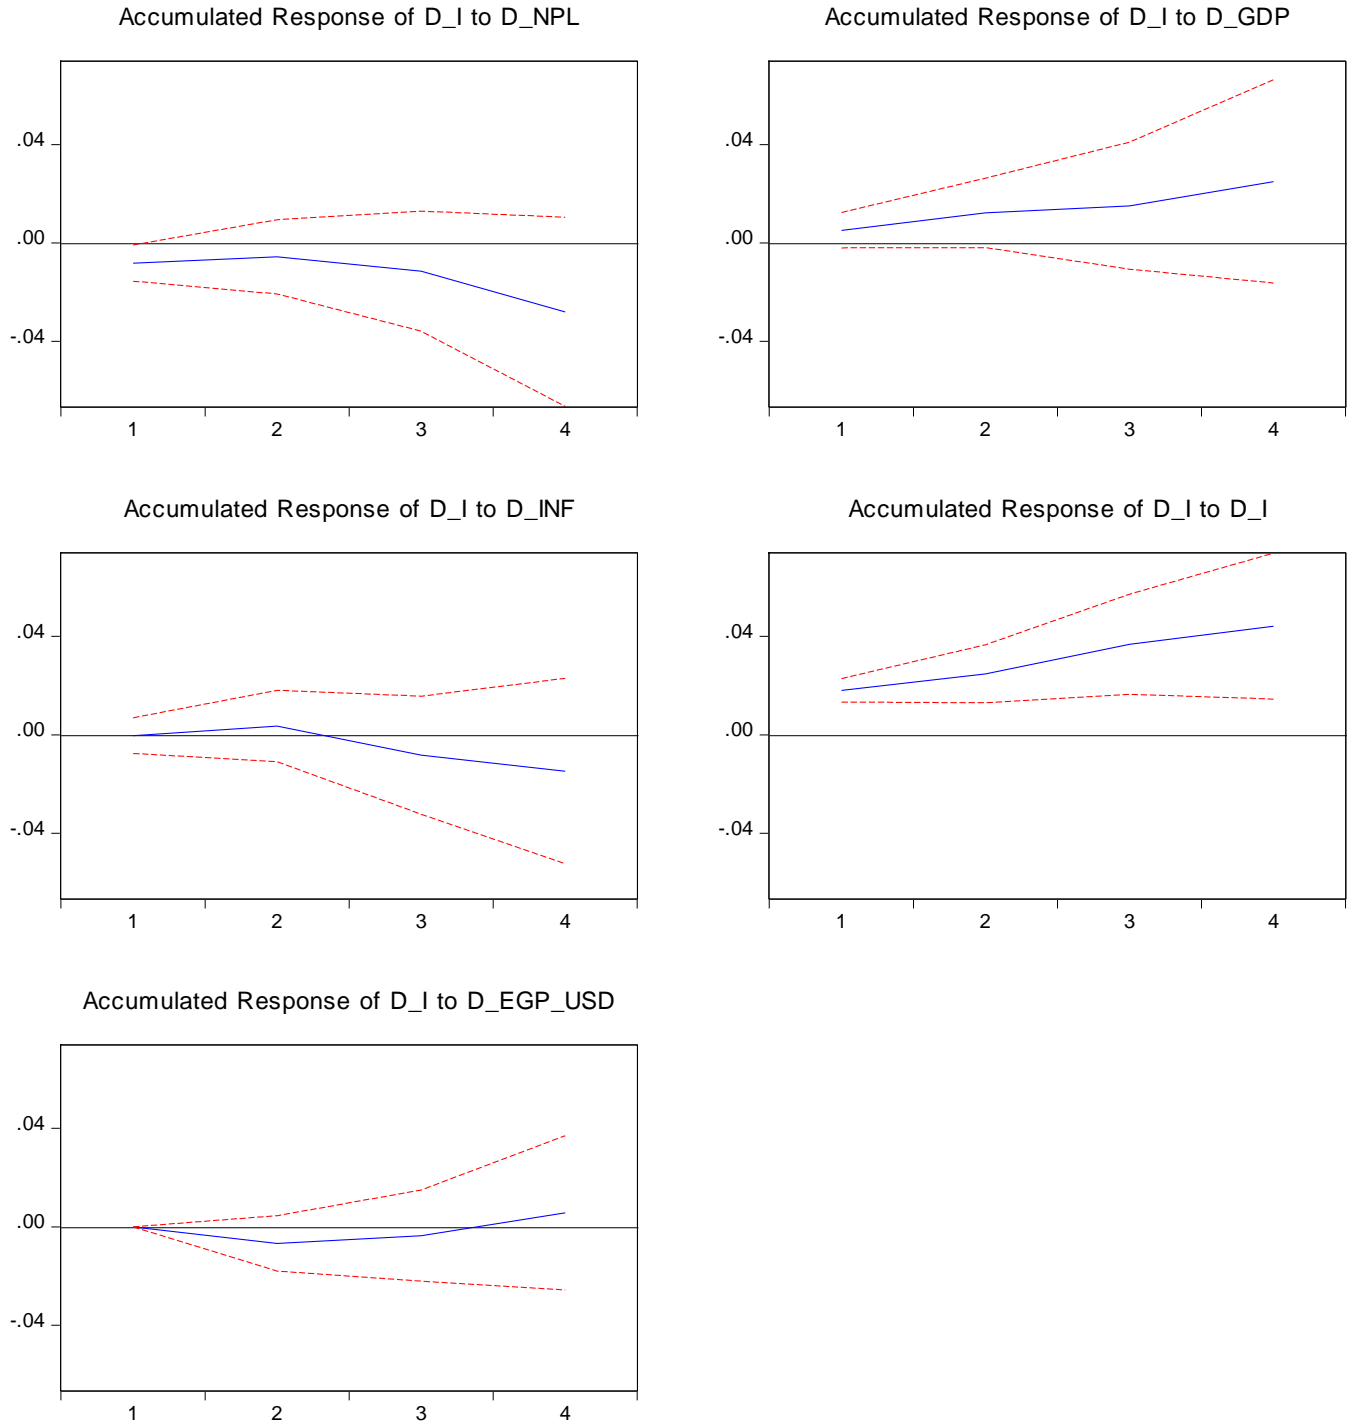 Accumulated Response of D_I to D_NPL
.04
.00
-.04
1 2 3 4
Accumulated Response of D_I to D_GDP
.04
.00
-.04
1 2 3 4
Accumulated Response of D_I to D_INF
.04
.00
-.04
1 2 3 4
Accumulated Response of D_I to D_I
.04
.00
-.04
1 2 3 4
Accumulated Response of D_I to D_EGP_USD
.04
.00
-.04
1 2 3 4